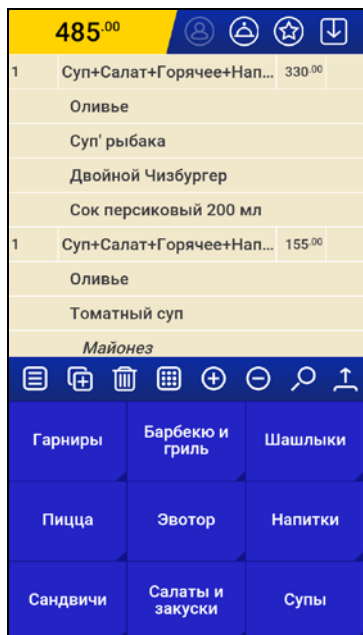 485.00
1 Суп+Салат+Горячее+Нап... 330.00
Оливье
Суп' рыбака
Двойной Чизбургер
Сок персиковый 200 мл
1 Суп+Салат+Горячее+Нап... 155.00
Оливье
Томатный суп
Майонез
Гарниры
Барбекю и
гриль
Шашлыки
Пицца
Эвотор
Напитки
Сандвичи
Салаты и
закуски
Супы